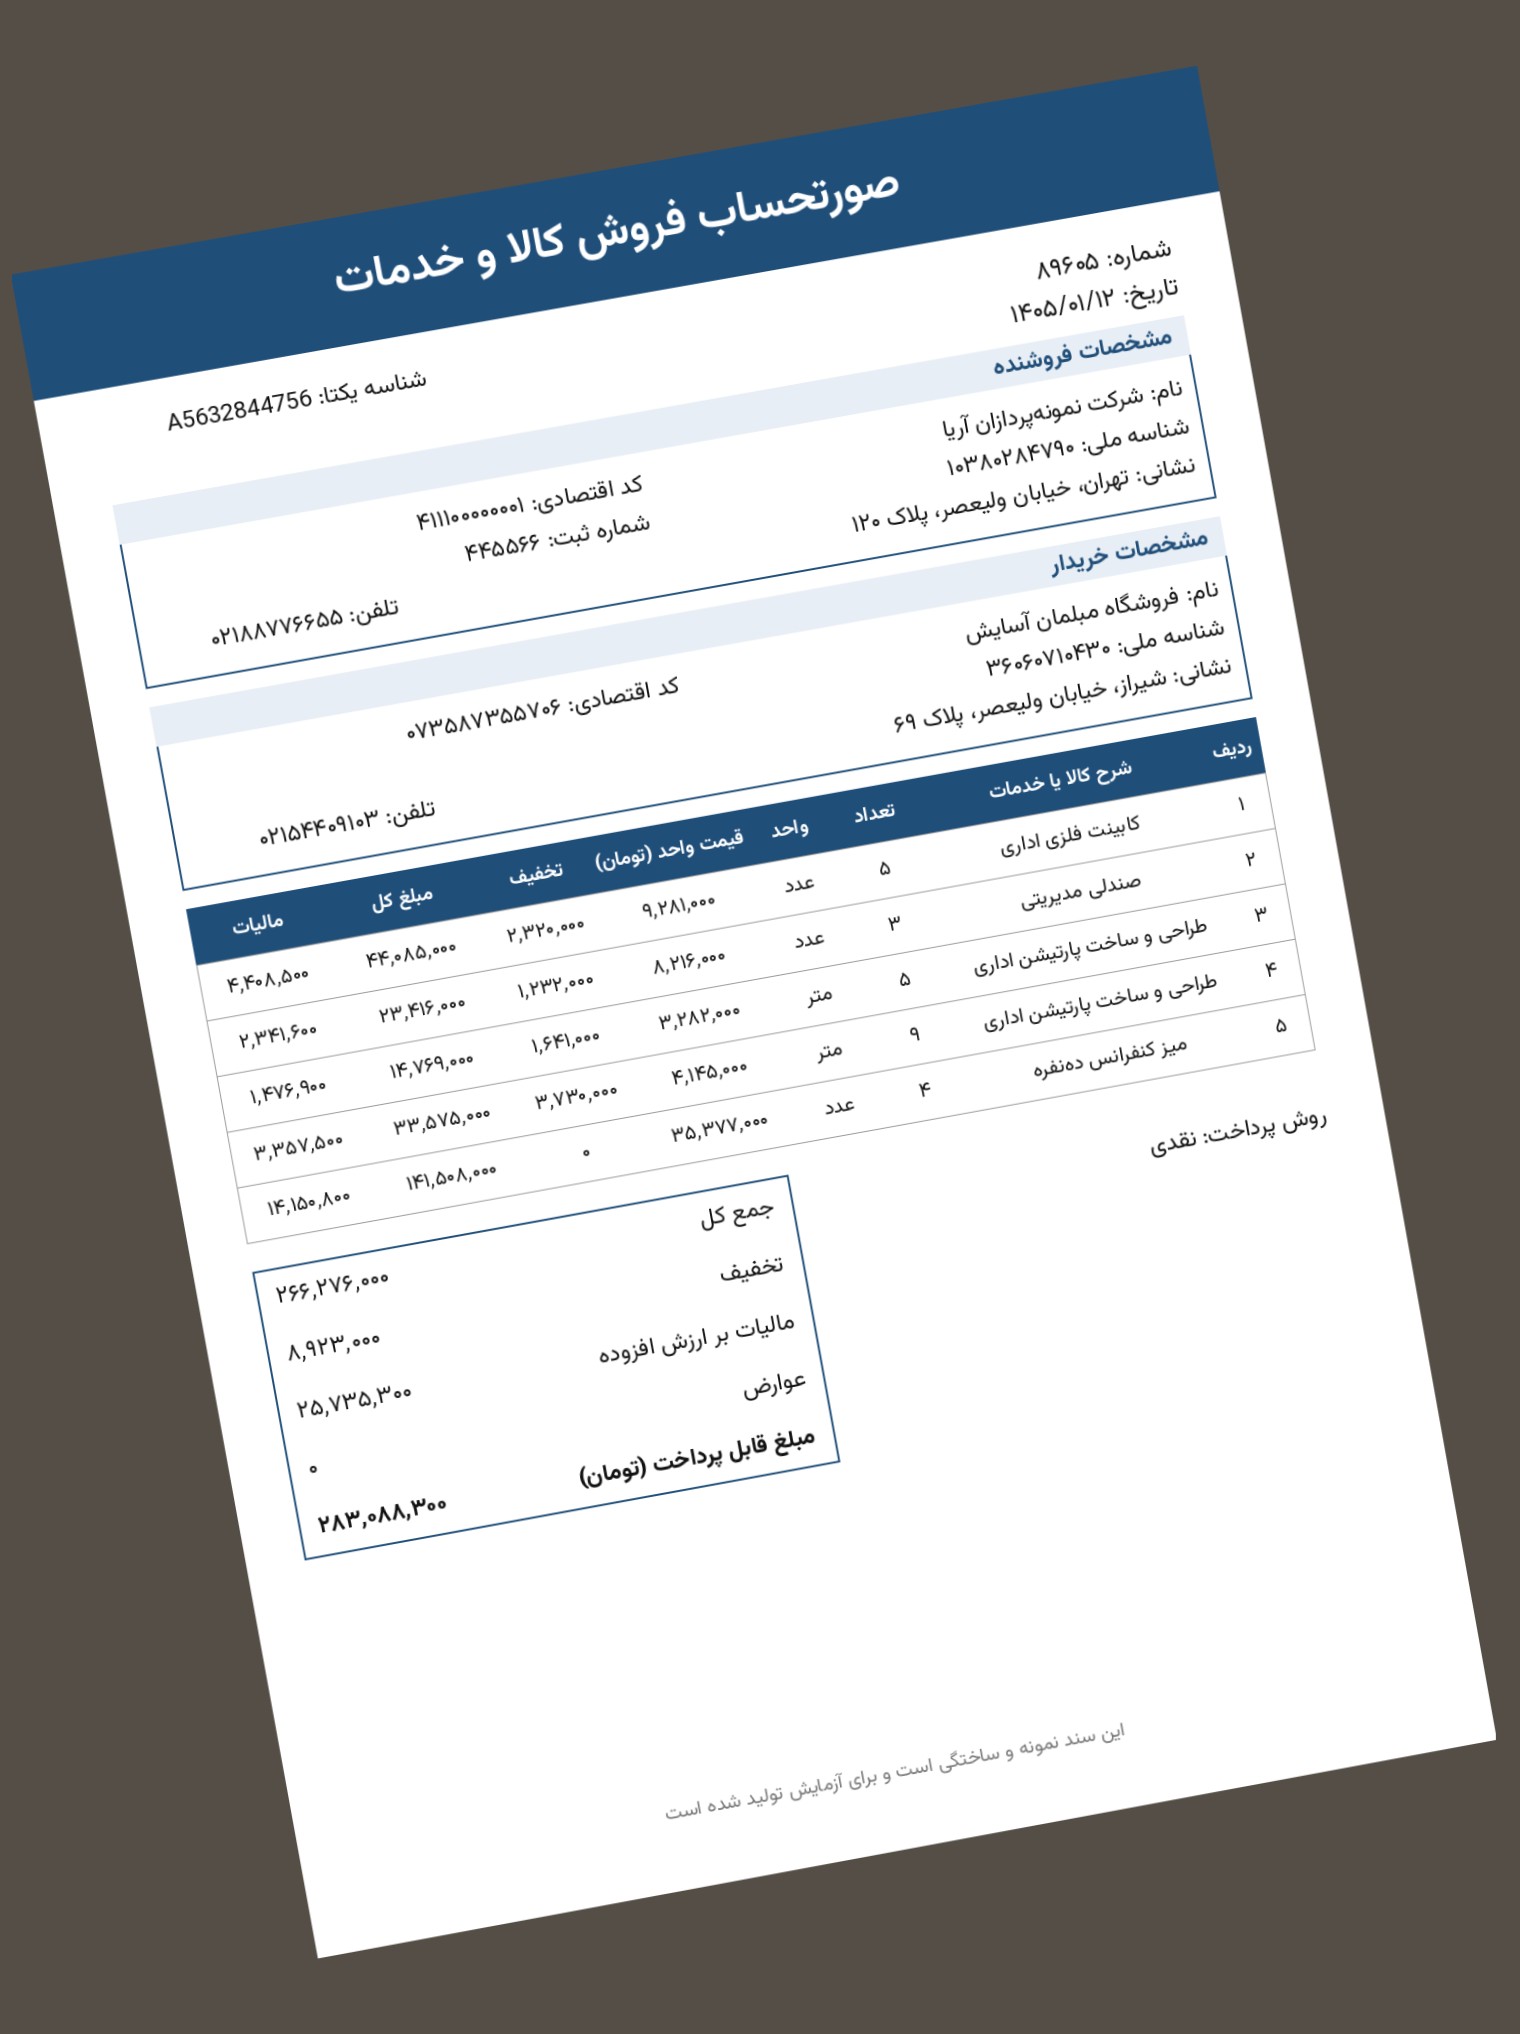 صورتحساب فروش کالا و خدمات
شماره: ۸۹۶۰۵
تاریخ: ۱۴۰۵/۰۱/۱۲
شناسه یکتا: A5632844756
مشخصات فروشنده
نام: شرکت نمونه‌پردازان آریا
کد اقتصادی: ۴۱۱۱۰۰۰۰۰۰۰۱
شناسه ملی: ۱۰۳۸۰۲۸۴۷۹۰
شماره ثبت: ۴۴۵۵۶۶
نشانی: تهران، خیابان ولیعصر، پلاک ۱۲۰
تلفن: ۰۲۱۸۸۷۷۶۶۵۵
مشخصات خریدار
نام: فروشگاه مبلمان آسایش
کد اقتصادی: ۰۷۳۵۸۷۳۵۵۷۰۶
شناسه ملی: ۳۶۰۶۰۷۱۰۴۳۰
نشانی: شیراز، خیابان ولیعصر، پلاک ۶۹
تلفن: ۰۲۱۵۴۴۰۹۱۰۳
ردیف شرح کالا یا خدمات تعداد واحد قیمت واحد (تومان) تخفیف مبلغ کل مالیات
۱ کابینت فلزی اداری ۵ عدد ۹,۲۸۱,۰۰۰ ۲,۳۲۰,۰۰۰ ۴۴,۰۸۵,۰۰۰ ۴,۴۰۸,۵۰۰
۲ صندلی مدیریتی ۳ عدد ۸,۲۱۶,۰۰۰ ۱,۲۳۲,۰۰۰ ۲۳,۴۱۶,۰۰۰ ۲,۳۴۱,۶۰۰
۳ طراحی و ساخت پارتیشن اداری ۵ متر ۳,۲۸۲,۰۰۰ ۱,۶۴۱,۰۰۰ ۱۴,۷۶۹,۰۰۰ ۱,۴۷۶,۹۰۰
۴ طراحی و ساخت پارتیشن اداری ۹ متر ۴,۱۴۵,۰۰۰ ۳,۷۳۰,۰۰۰ ۳۳,۵۷۵,۰۰۰ ۳,۳۵۷,۵۰۰
۵ میز کنفرانس ده‌نفره ۴ عدد ۳۵,۳۷۷,۰۰۰ ۰ ۱۴۱,۵۰۸,۰۰۰ ۱۴,۱۵۰,۸۰۰
روش پرداخت: نقدی
جمع کل ۲۶۶,۲۷۶,۰۰۰
تخفیف ۸,۹۲۳,۰۰۰
مالیات بر ارزش افزوده ۲۵,۷۳۵,۳۰۰
عوارض ۰
مبلغ قابل پرداخت (تومان) ۲۸۳,۰۸۸,۳۰۰
این سند نمونه و ساختگی است و برای آزمایش تولید شده است